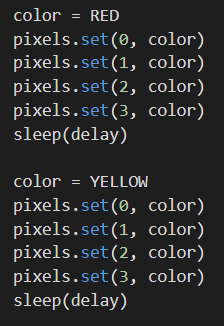 color = RED
pixels.set(0, color)
pixels.set(1, color)
pixels.set(2, color)
pixels.set(3, color)
sleep(delay)

color = YELLOW
pixels.set(0, color)
pixels.set(1, color)
pixels.set(2, color)
pixels.set(3, color)
sleep(delay)